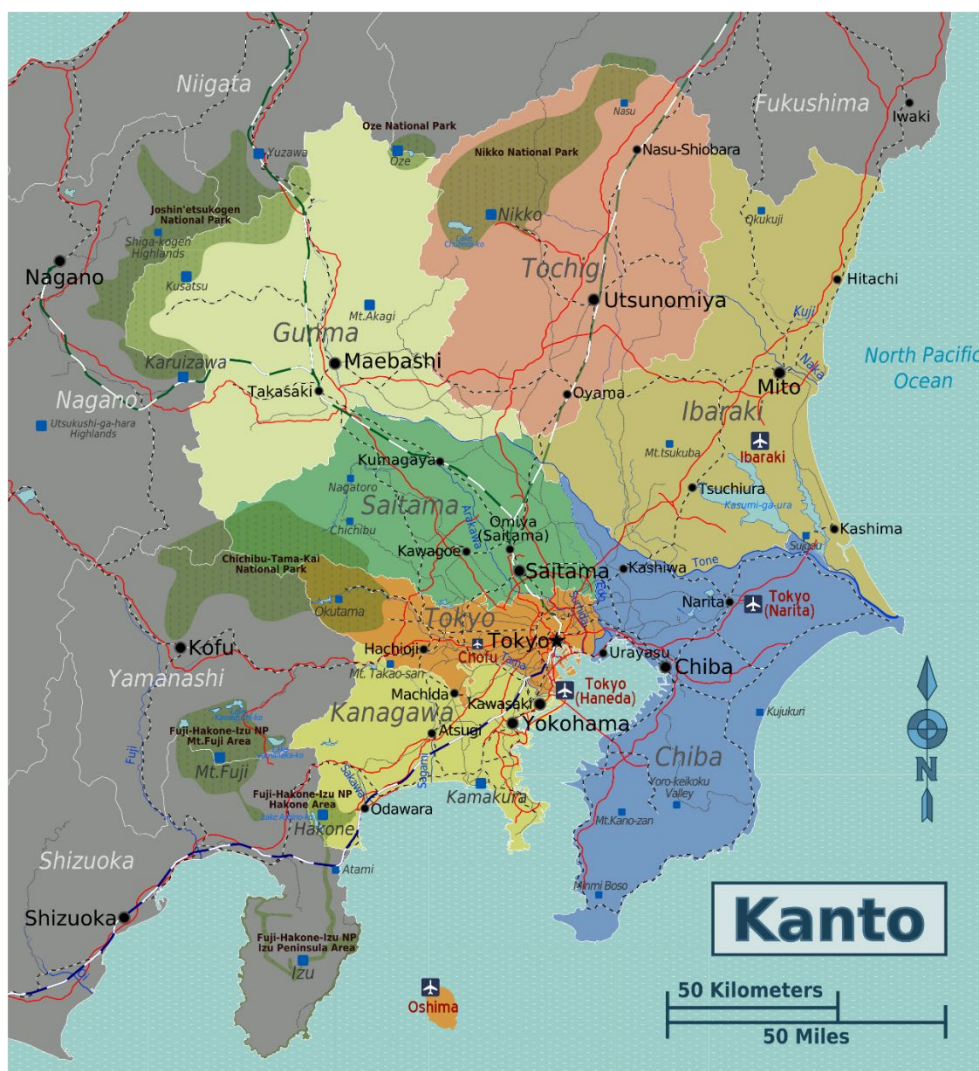 Niigata
Fukushima
Iwaki
Nasu
Oze National Park
Oze
Yuzawa
Nikko National Park
Nasu-Shiobara
Nikko
Okukuji
Joshin'etsukogen
National Park
Shiga-kogen
Highlands
Nagano
Kusatsu
Tochigi
Hitachi
Utsunomiya
Mt.Akagi
Gunma
Kuji
North Pacific
Ocean
Maebashi
Karuizawa
Naka
Mito
Takasaki
Oyama
Nagano
Ibaraki
Utsukushi-ga-hara
Highlands
Mt.tsukuba
Ibaraki
Kumagaya
Nagatoro
Tsuchiura
Saitama
Kasumi-ga-ura
Chichibu
Arakawa
Omiya
(Saitama)
Kashima
Kawagoe
Chichibu-Tama-Kai
National Park
Saitama
Kashiwa
Tone
Okutama
Narita
Tokyo
(Narita)
Tokyo
Tokyo
Hachioji
Chofu
Tama
Urayasu
Kofu
Mt. Takao-san
Chiba
Yamanashi
Machida
Tokyo
(Haneda)
Kanagawa
Kawasaki
Yokohama
Kujukuri
Atsugi
Fuji-Hakone-Izu NP
Mt.Fuji Area
Mt.Fuji
Fuji
Chiba
Sagami
Sakawa
Yoro-keikoku
Valley
Kamakura
Fuji-Hakone-Izu NP
Hakone Area
Odawara
Hakone
Mt.Kano-zan
Shizuoka
Atami
Minmi Boso
Shizuoka
Fuji-Hakone-Izu NP
Izu Peninsula Area
Izu
Oshima
N
Kanto
50 Kilometers
50 Miles